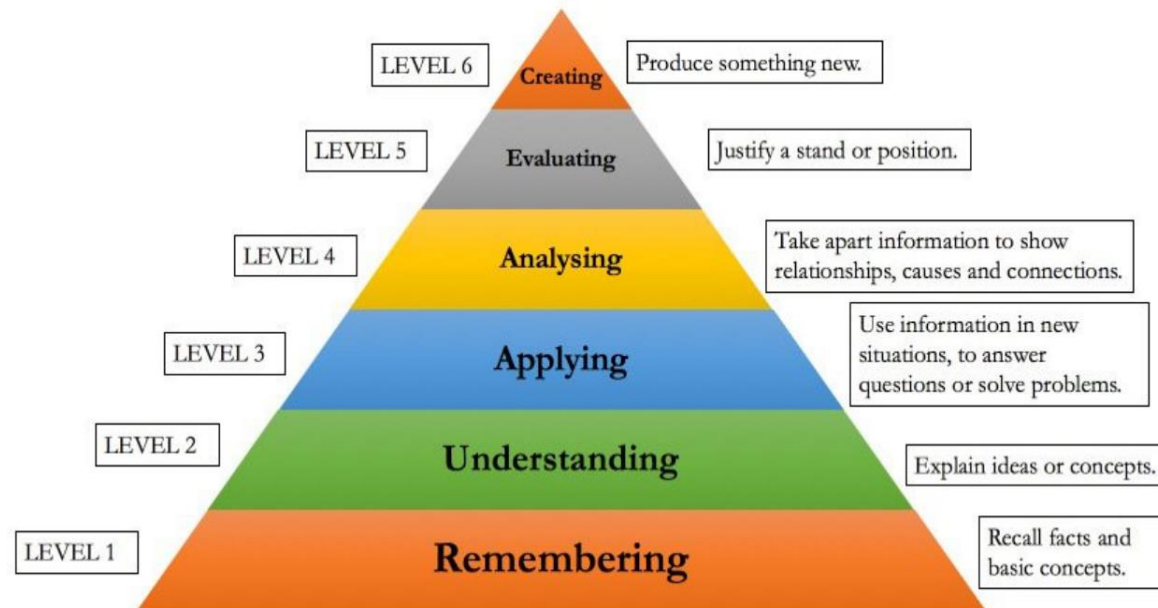 LEVEL 6
Creating
Produce something new.
LEVEL 5
Evaluating
Justify a stand or position.
LEVEL 4
Analysing
Take apart information to show
relationships, causes and connections.
LEVEL 3
Applying
Use information in new
situations, to answer
questions or solve problems.
LEVEL 2
Understanding
Explain ideas or concepts.
LEVEL 1
Remembering
Recall facts and
basic concepts.